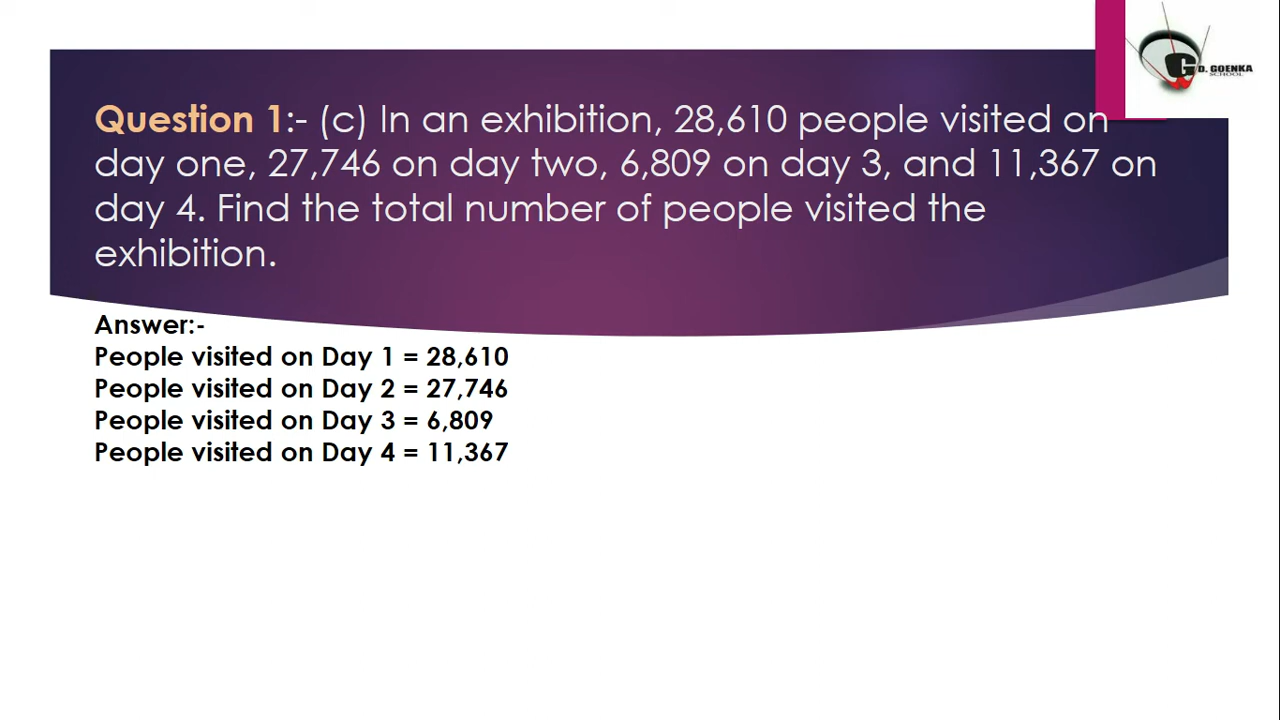 G D. GOENKA
SCHOOL
Question 1:- (c) In an exhibition, 28,610 people visited on
day one, 27,746 on day two, 6,809 on day 3, and 11,367 on
day 4. Find the total number of people visited the
exhibition.
Answer:-
People visited on Day 1 = 28,610
People visited on Day 2 = 27,746
People visited on Day 3 = 6,809
People visited on Day 4 = 11,367